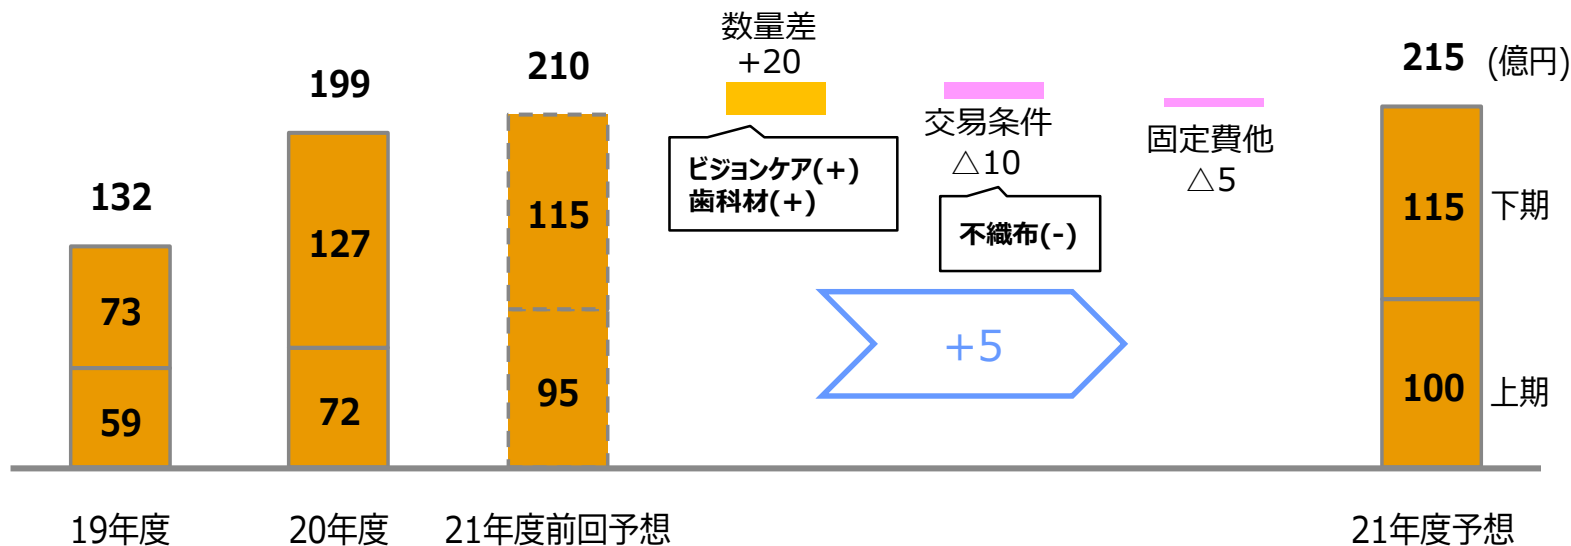 132
73
59
19年度
199
127
72
20年度
210
115
95
21年度前回予想
数量差
+20
ビジョンケア(+)
歯科材(+)
交易条件
△10
不織布(-)
固定費他
△5
+5
215 (億円)
115 下期
100 上期
21年度予想